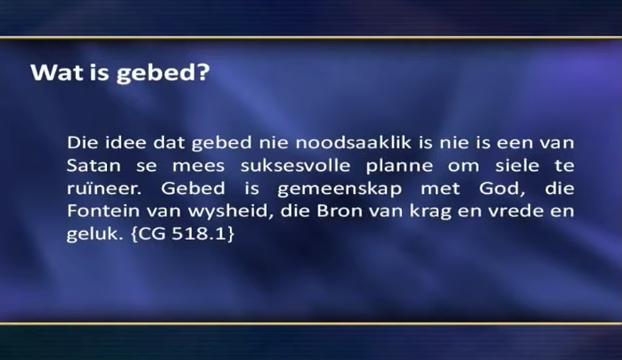 Wat is gebed?
Die idee dat gebed nie noodsaaklik is nie is een van
Satan se mees suksesvolle planne om siele te
ruïneer. Gebed is gemeenskap met God, die
Fontein van wysheid, die Bron van krag en vrede en
geluk. {CG 518.1}